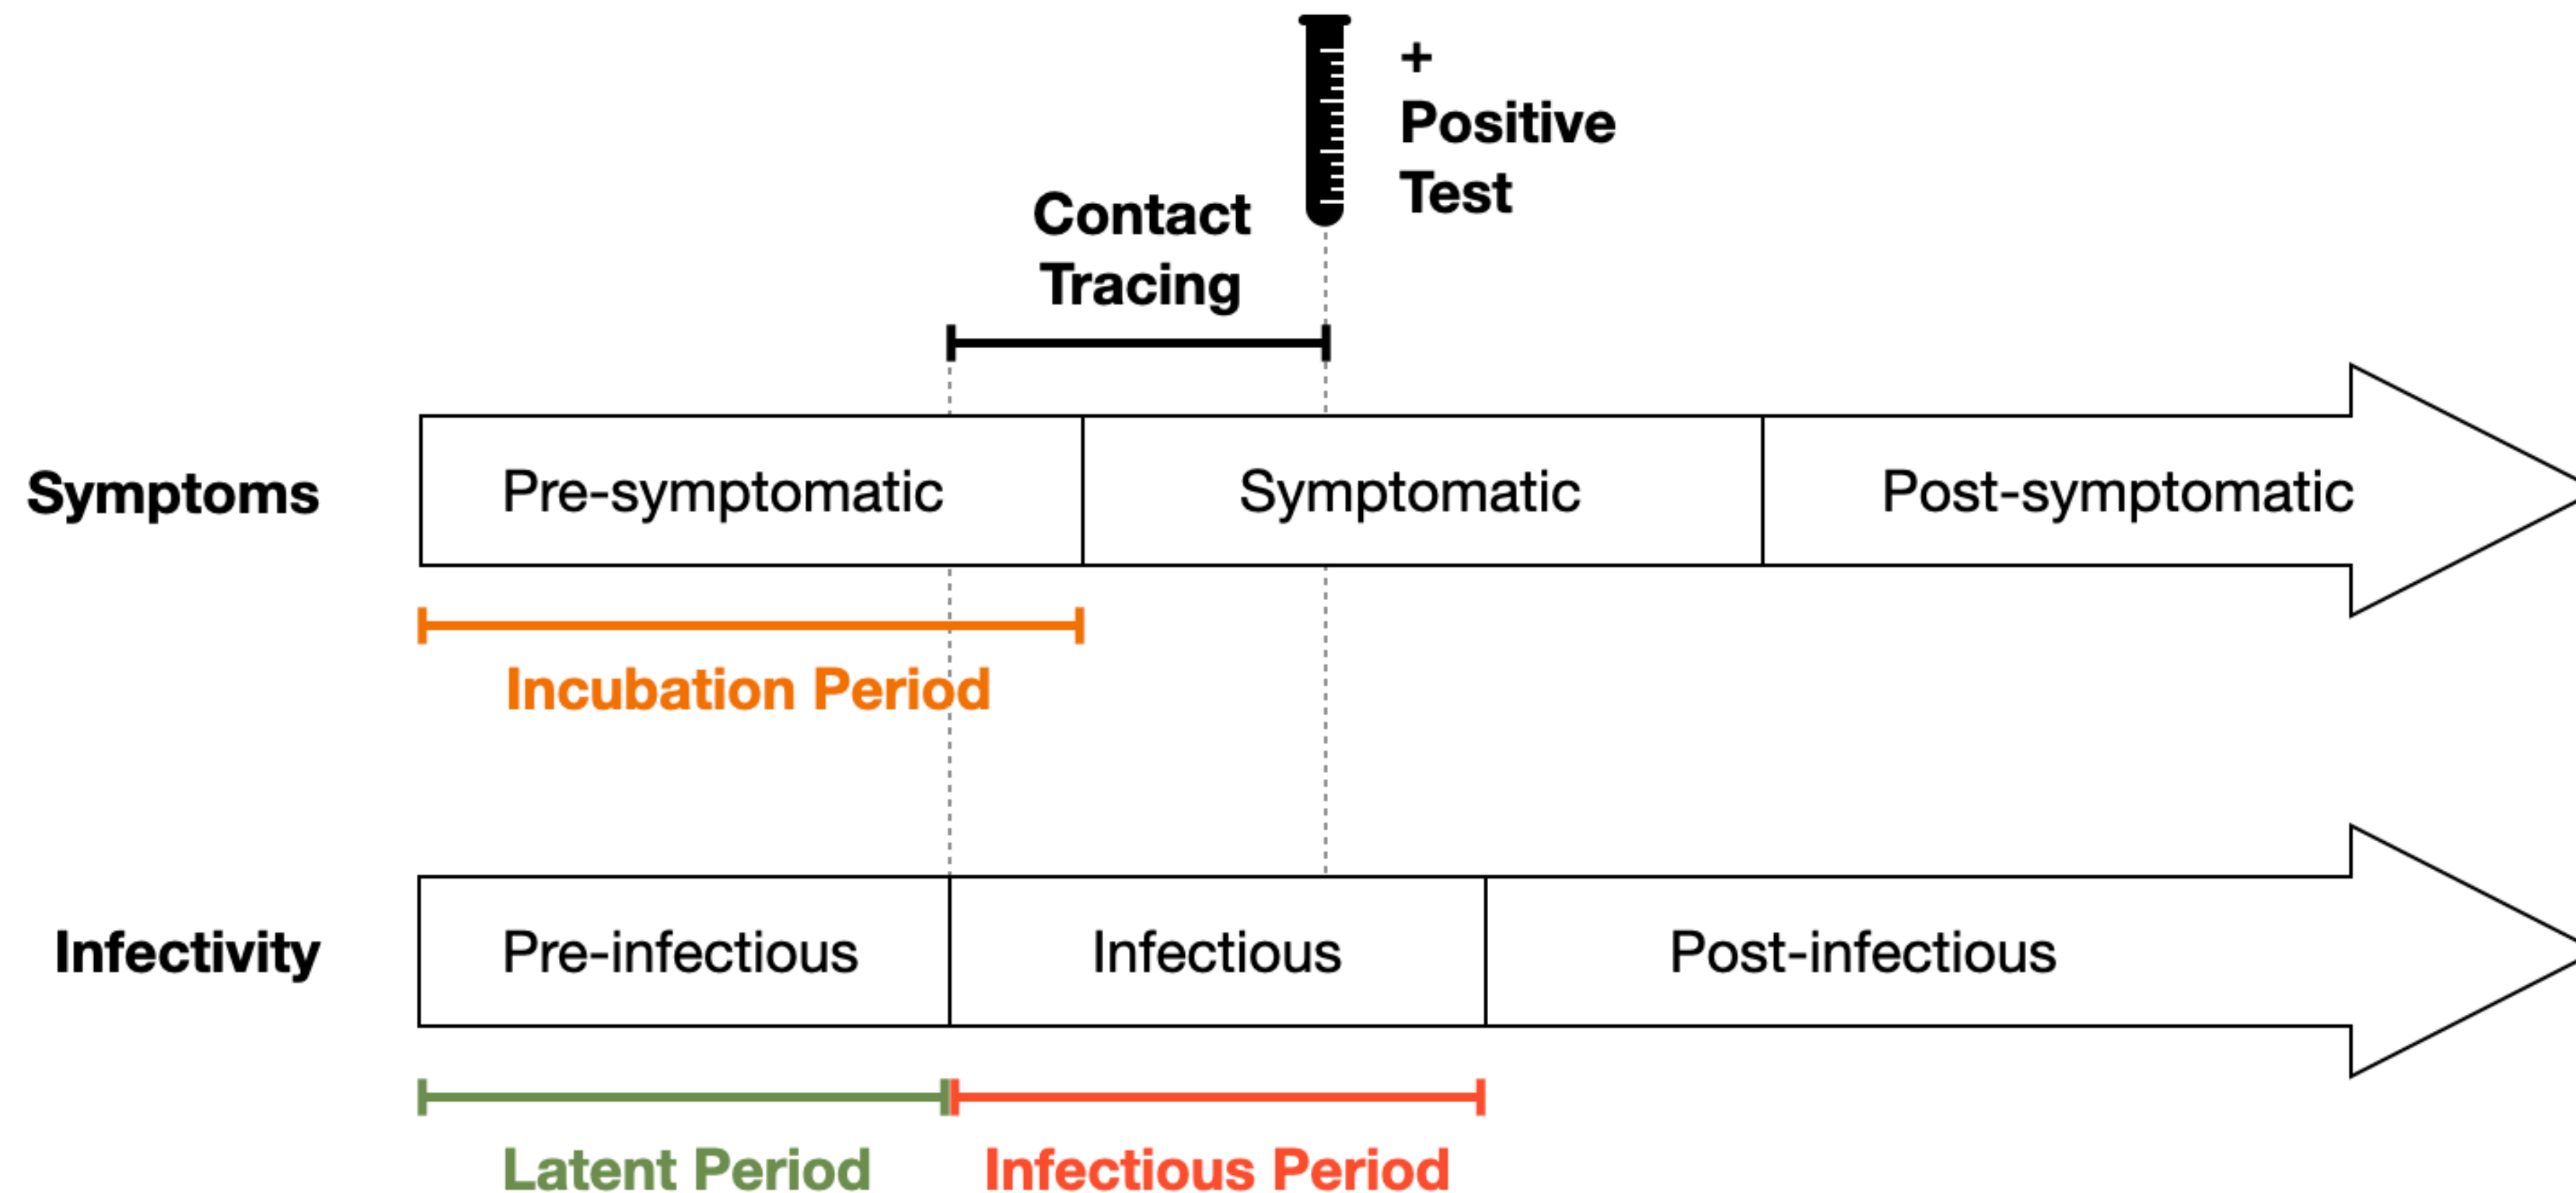 +
Positive
Test
Contact
Tracing
Symptoms
Pre-symptomatic
Symptomatic
Post-symptomatic
Incubation Period
Infectivity
Pre-infectious
Infectious
Post-infectious
Latent Period
Infectious Period